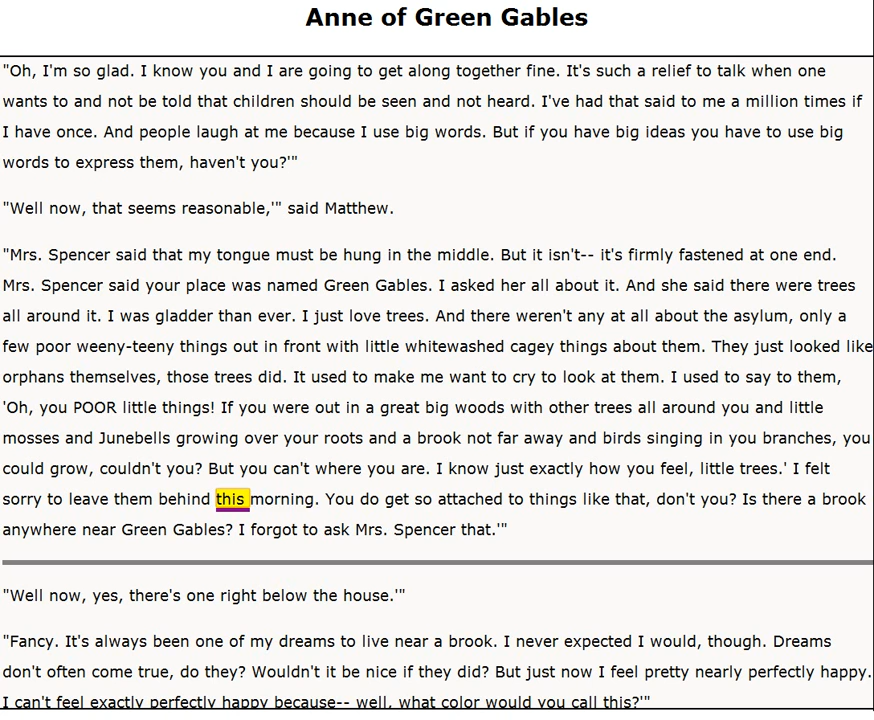 Anne of Green Gables
"Oh, I'm so glad. I know you and I are going to get along together fine. It's such a relief to talk when one
wants to and not be told that children should be seen and not heard. I've had that said to me a million times if
I have once. And people laugh at me because I use big words. But if you have big ideas you have to use big
words to express them, haven't you?'"
"Well now, that seems reasonable,'" said Matthew.
"Mrs. Spencer said that my tongue must be hung in the middle. But it isn't-- it's firmly fastened at one end.
Mrs. Spencer said your place was named Green Gables. I asked her all about it. And she said there were trees
all around it. I was gladder than ever. I just love trees. And there weren't any at all about the asylum, only a
few poor weeny-teeny things out in front with little whitewashed cagey things about them. They just looked like
orphans themselves, those trees did. It used to make me want to cry to look at them. I used to say to them,
'Oh, you POOR little things! If you were out in a great big woods with other trees all around you and little
mosses and Junebells growing over your roots and a brook not far away and birds singing in you branches, you
could grow, couldn't you? But you can't where you are. I know just exactly how you feel, little trees.' I felt
sorry to leave them behind this morning. You do get so attached to things like that, don't you? Is there a brook
anywhere near Green Gables? I forgot to ask Mrs. Spencer that.'"
"Well now, yes, there's one right below the house.'"
"Fancy. It's always been one of my dreams to live near a brook. I never expected I would, though. Dreams
don't often come true, do they? Wouldn't it be nice if they did? But just now I feel pretty nearly perfectly happy.
I can't feel exactly perfectly happy because-- well, what color would you call this?'"